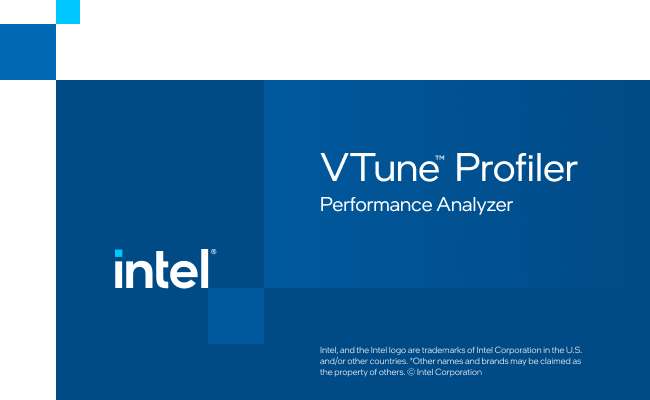 VTune™ Profiler
Performance Analyzer
intel®
Intel, and the Intel logo are trademarks of Intel Corporation in the U.S.
and/or other countries. *Other names and brands may be claimed as
the property of others. © Intel Corporation